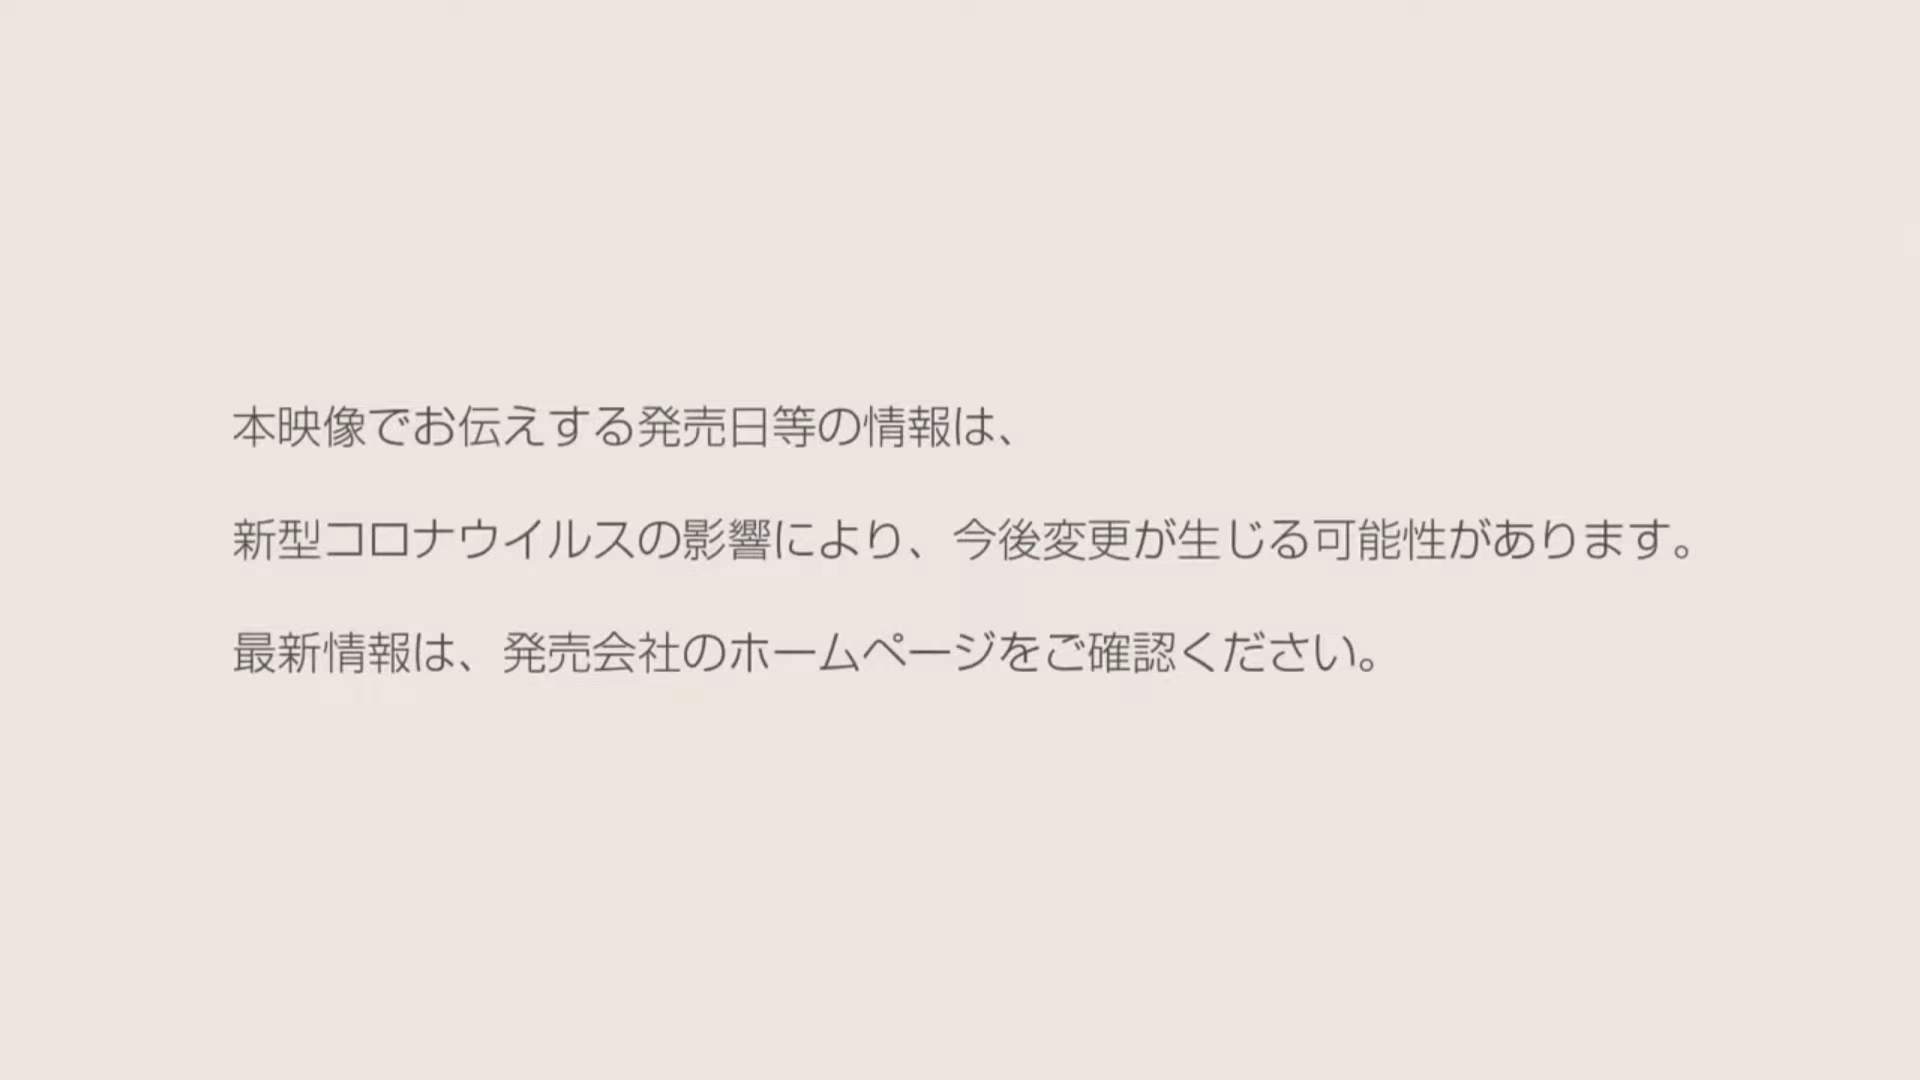 本映像でお伝えする発売日等の情報は、
新型コロナウイルスの影響により、今後変更が生じる可能性があります。
最新情報は、発売会社のホームページをご確認ください。